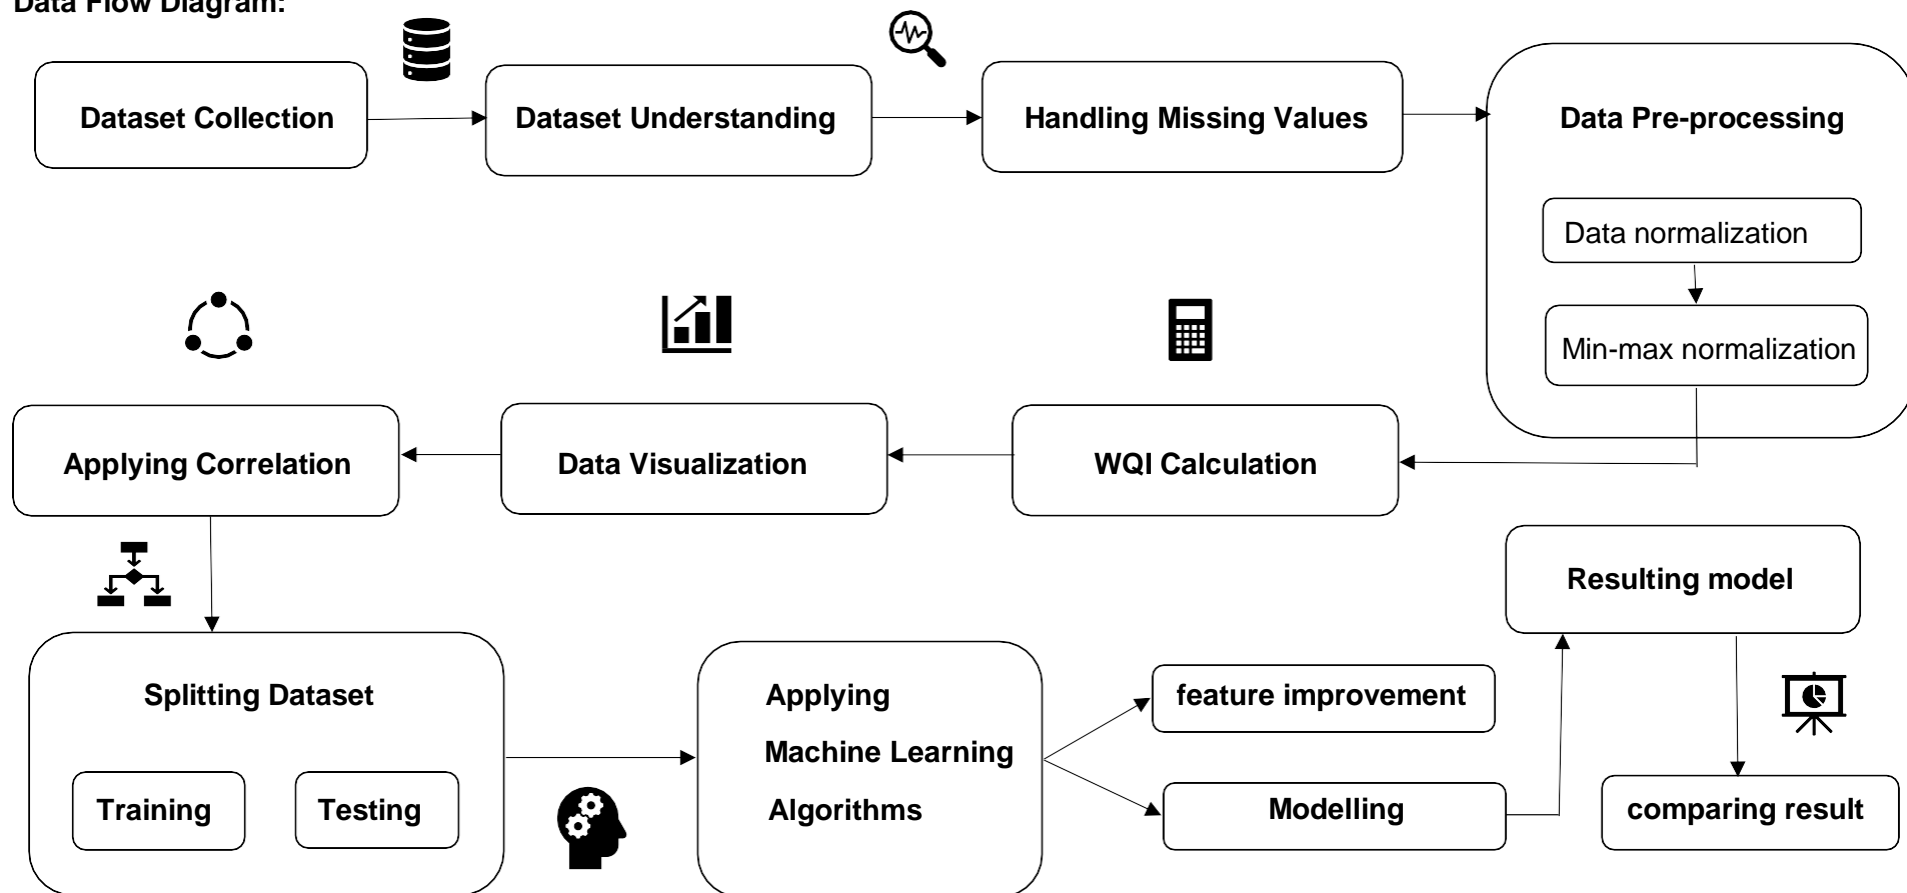 Data Flow Diagram:
Dataset Collection
Dataset Understanding
Handling Missing Values
Data Pre-processing
Data normalization
Min-max normalization
WQI Calculation
Data Visualization
Applying Correlation
Splitting Dataset
Training
Testing
Applying
Machine Learning
Algorithms
feature improvement
Modelling
Resulting model
comparing result